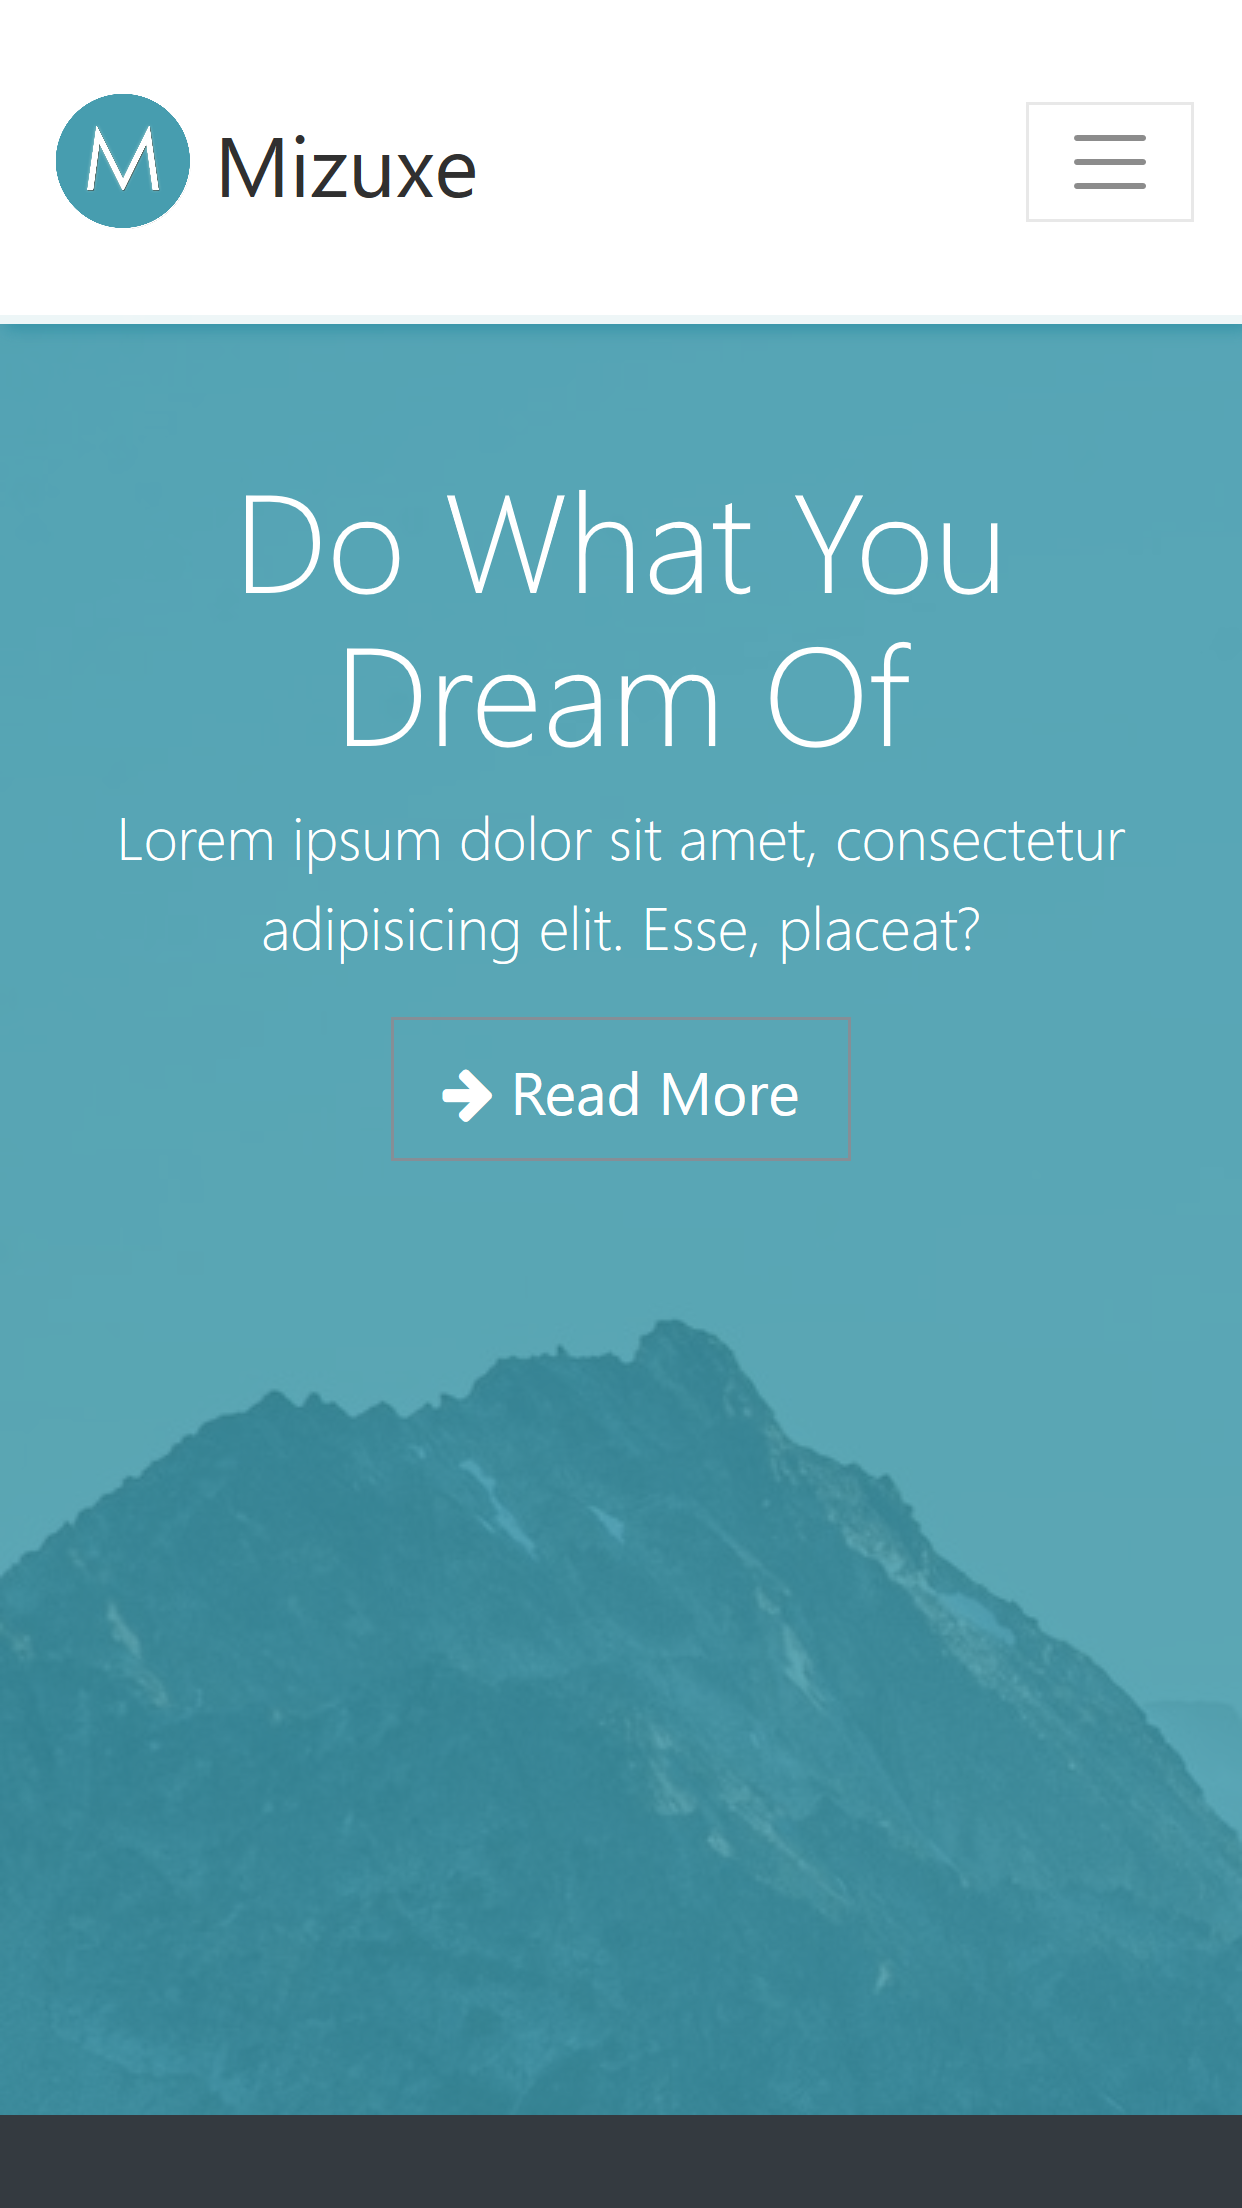 M Mizuxe
Do What You
Dream Of
Lorem ipsum dolor sit amet, consectetur
adipisicing elit. Esse, placeat?
Read More